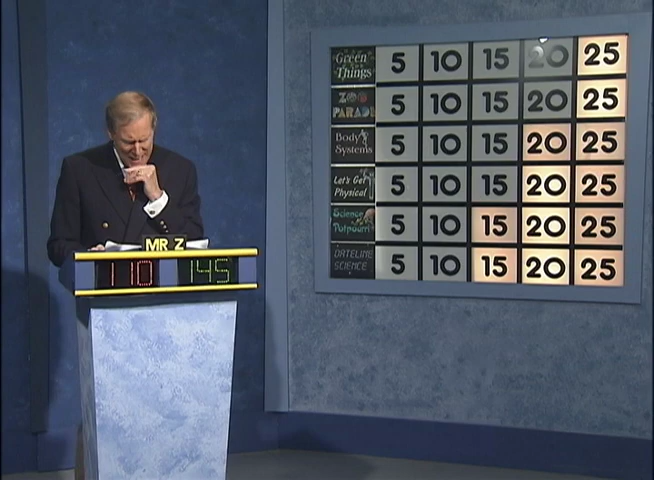 Green Things 5 10 15 20 25
ZOO PARADE 5 10 15 20 25
Body Systems 5 10 15 20 25
Let's Get Physical 5 10 15 20 25
Science Potpourri 5 10 15 20 25
DATELINE SCIENCE 5 10 15 20 25
MR Z
110 145